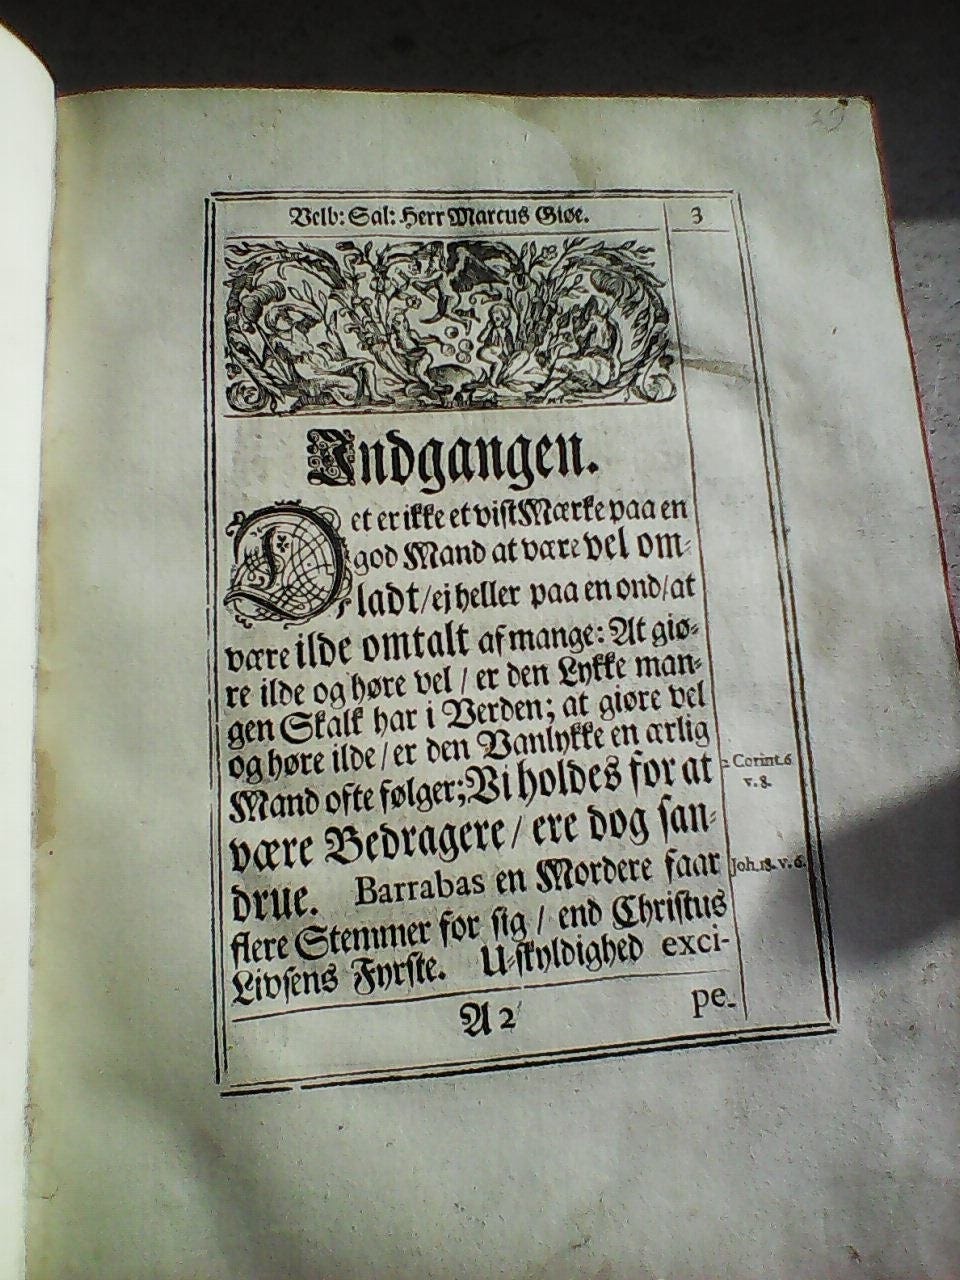 Velb: Sal: Herr Marcus Giøe.
3
Indgangen.
Det er ikke et vist Mærke paa en
god Mand at være vel om-
ladt/ ej heller paa en ond/ at
være ilde omtalt af mange: At giø-
re ilde og høre vel / er den Lykke man-
gen Skalk har i Verden; at giøre vel
og høre ilde/ er den Vanlykke en ærlig
Mand ofte følger; Vi holdes for at
2 Corint. 6
v. 8.
være Bedragere/ ere dog san-
drue. Barrabas en Mordere faar
Joh. 18. v. 6.
flere Stemmer for sig / end Christus
Livsens Fyrste. U-skyldighed exci-
A 2
pe-